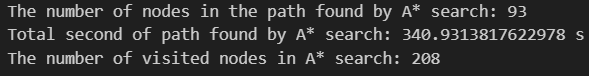 The number of nodes in the path found by A* search: 93
Total second of path found by A* search: 340.9313817622978 s
The number of visited nodes in A* search: 208